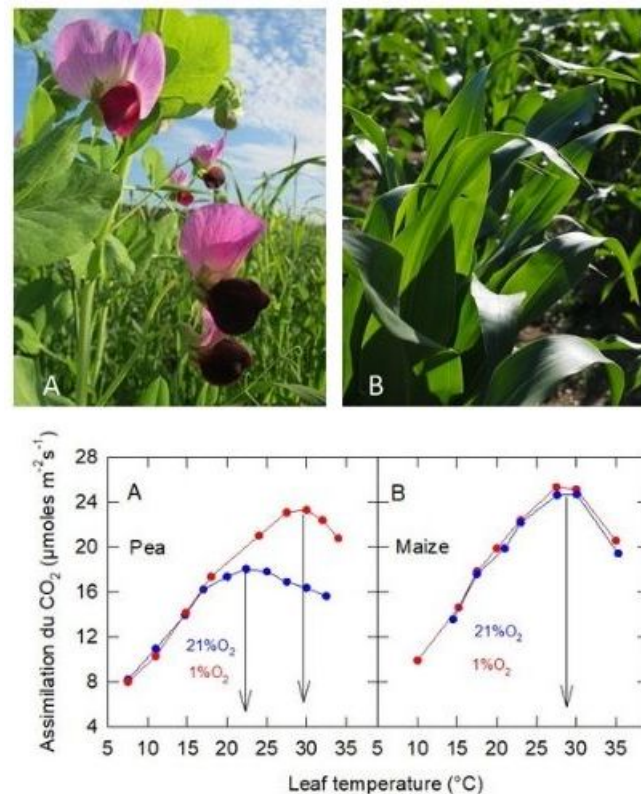 A
B
28
24
20
16
12
8
4
A
Pea
21%O₂
1%O₂
B
Maize
21%O₂
1%O₂
5 10 15 20 25 30 35 5 10 15 20 25 30 35
Assimilation du CO₂ (μmoles m⁻²s⁻¹)
Leaf temperature (°C)